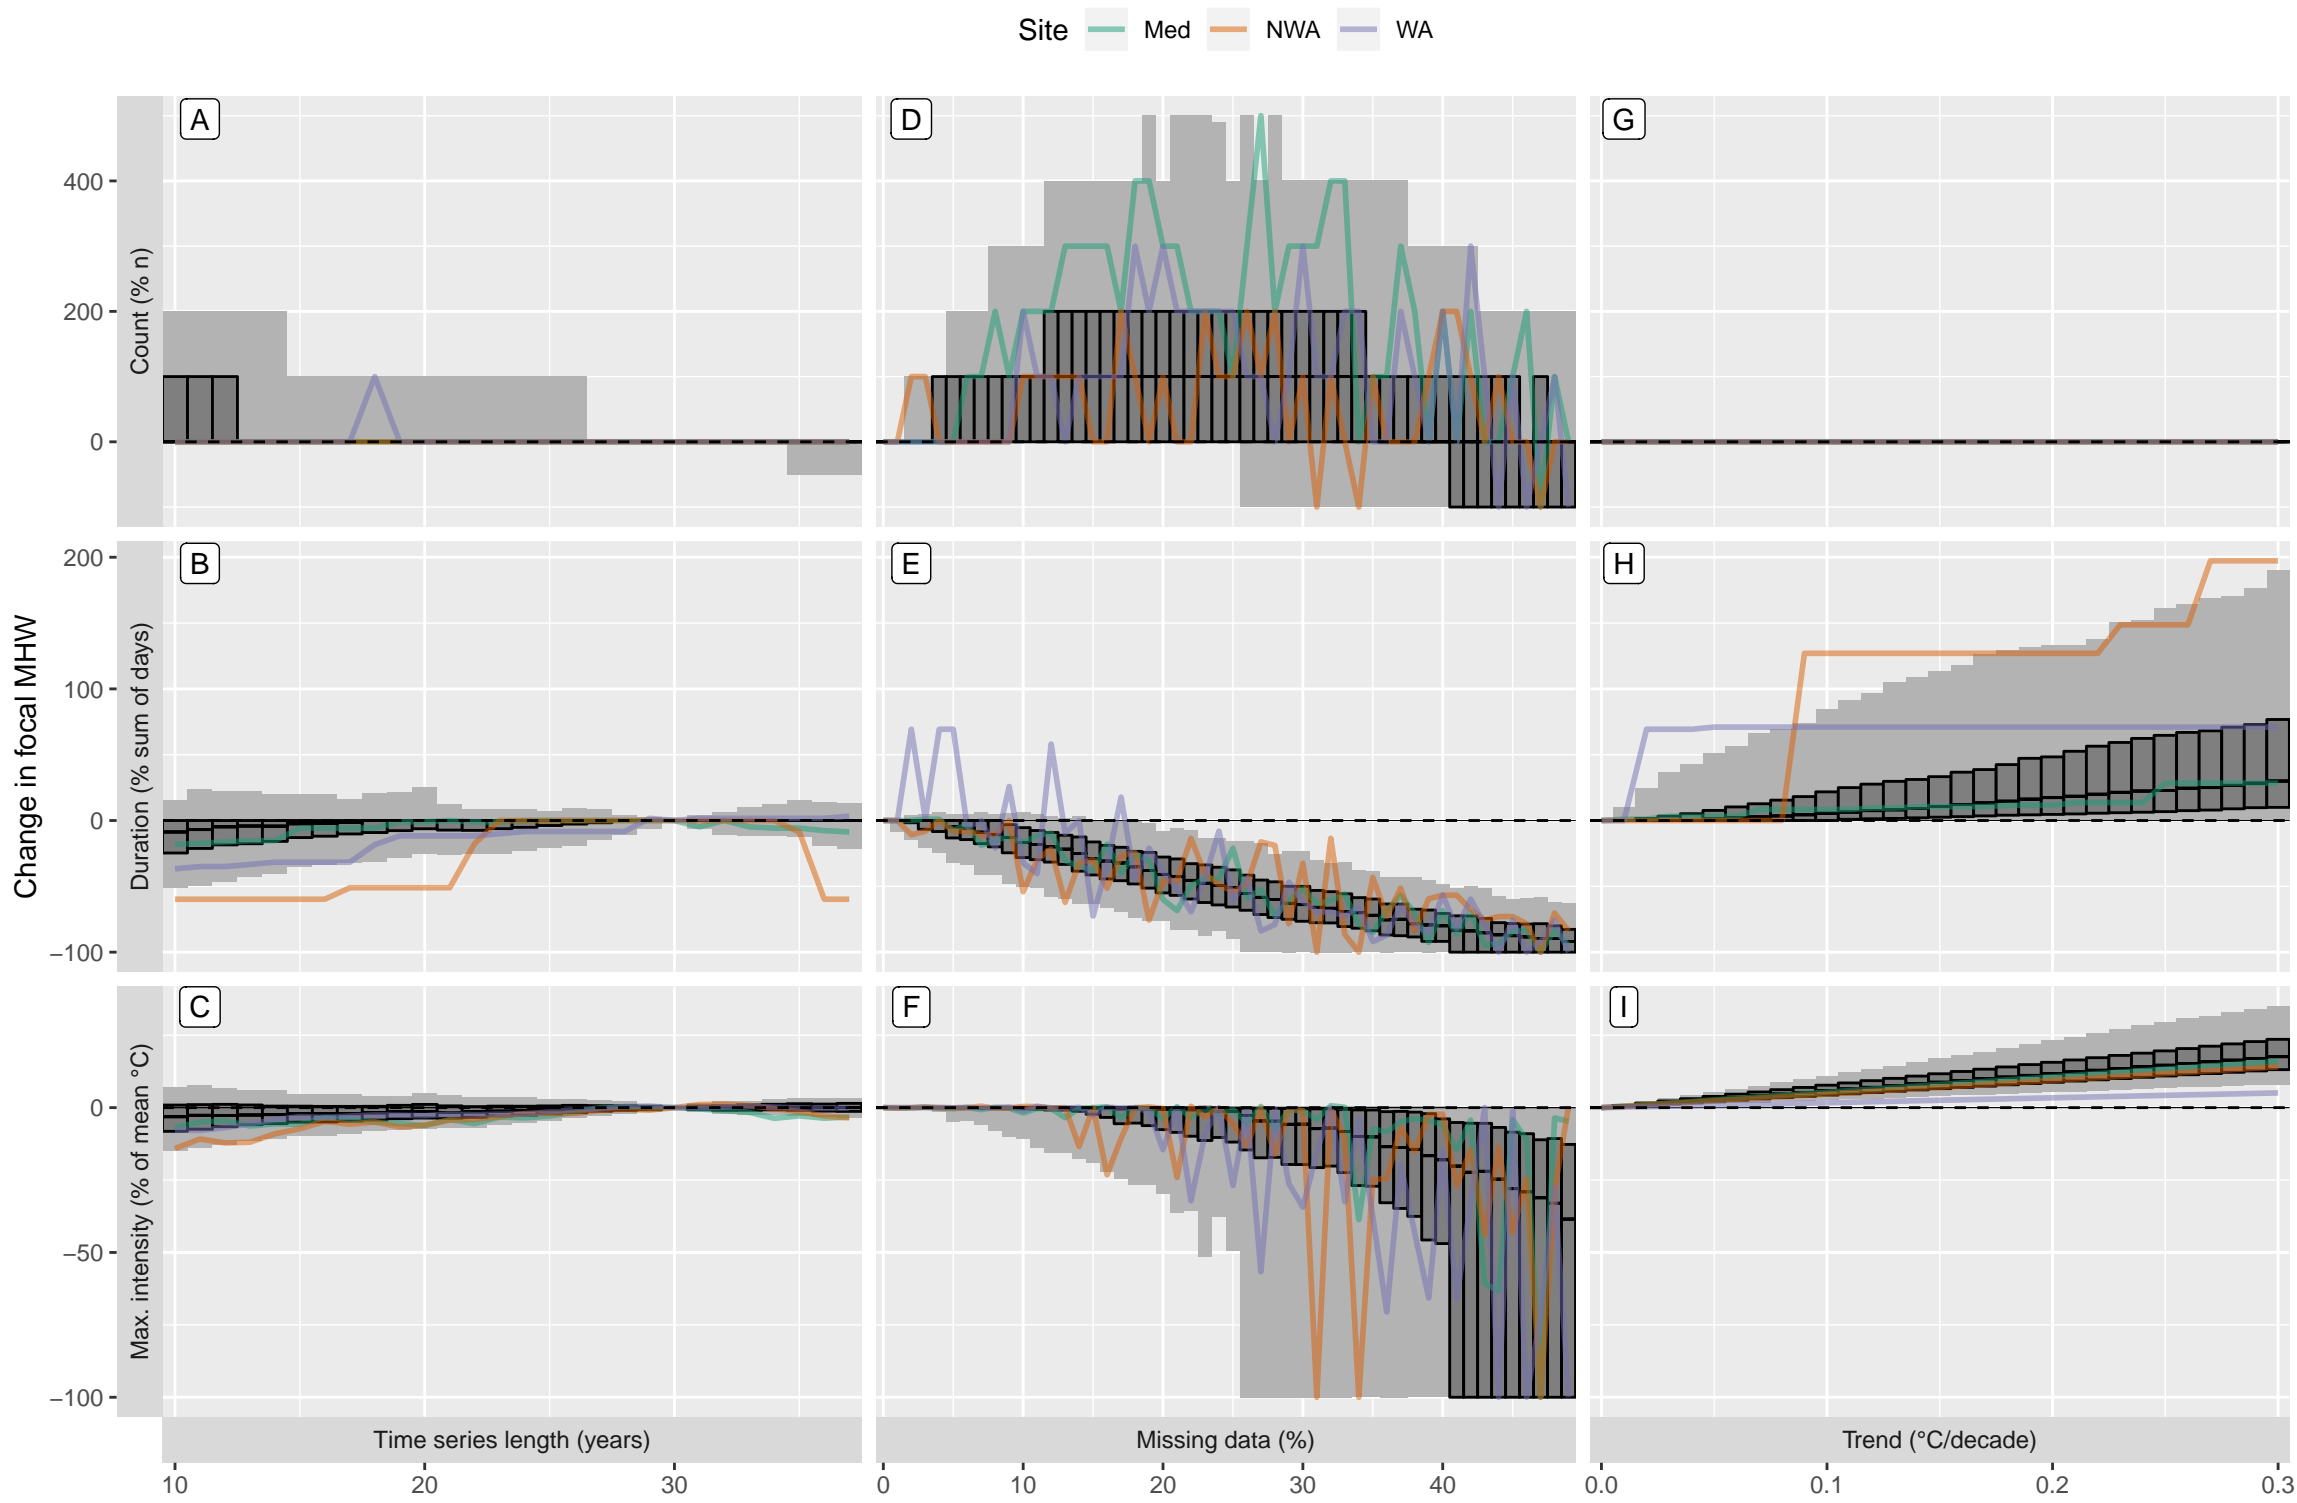 Site Med NWA WA
A D G
400
200
0
Count (% n)
B E H
200
100
0
−100
Duration (% sum of days)
Change in focal MHW
C F I
0
−50
−100
Max. intensity (% of mean °C)
Time series length (years) Missing data (%) Trend (°C/decade)
10 20 30 0 10 20 30 40 0.0 0.1 0.2 0.3